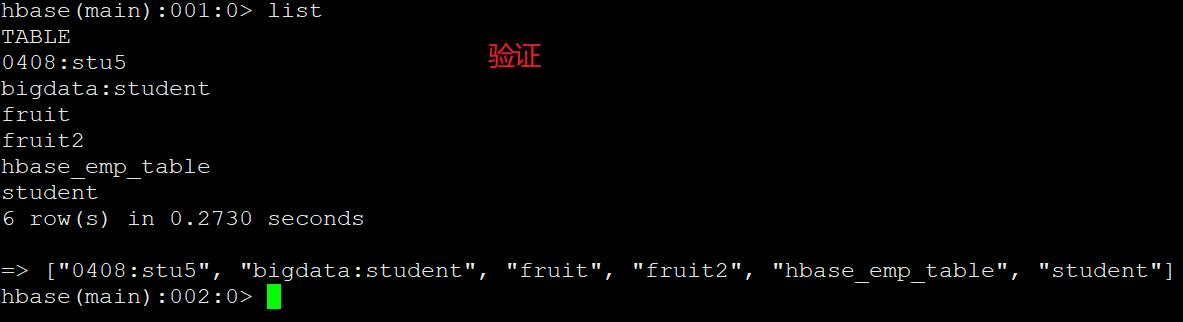 hbase(main):001:0> list
TABLE
验证
0408:stu5
bigdata:student
fruit
fruit2
hbase_emp_table
student
6 row(s) in 0.2730 seconds
=> ["0408:stu5", "bigdata:student", "fruit", "fruit2", "hbase_emp_table", "student"]
hbase(main):002:0>